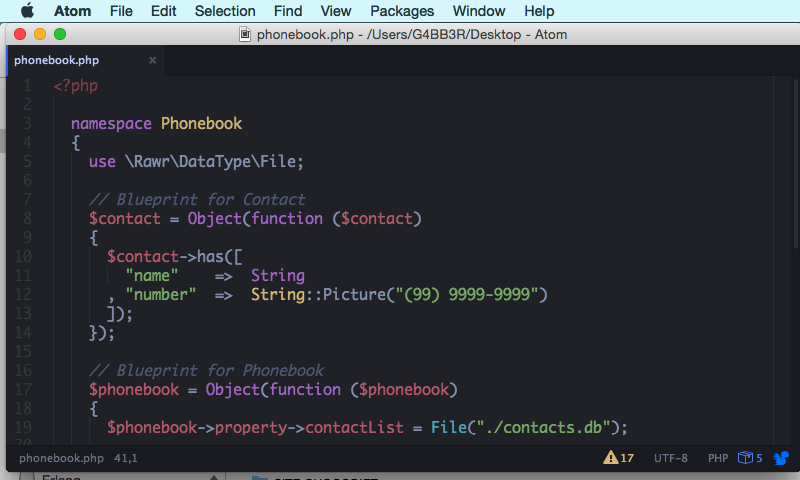 Atom File Edit Selection Find View Packages Window Help
phonebook.php - /Users/G4BB3R/Desktop - Atom
phonebook.php ×
1 <?php
2
3 namespace Phonebook
4 {
5 use \Rawr\DataType\File;
6
7 // Blueprint for Contact
8 $contact = Object(function ($contact)
9 {
10 $contact->has([
11 "name" => String
12 , "number" => String::Picture("(99) 9999-9999")
13 ]);
14 });
15
16 // Blueprint for Phonebook
17 $phonebook = Object(function ($phonebook)
18 {
19 $phonebook->property->contactList = File("./contacts.db");
20
phonebook.php 41,1 17 UTF-8 PHP 5